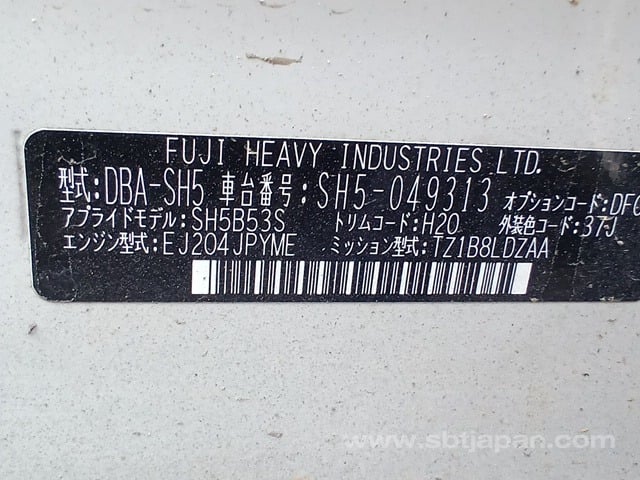 FUJI HEAVY INDUSTRIES LTD.
型式:DBA-SH5 車台番号:SH5-049313 オプションコード:DFC
アプライドモデル:SH5B53S トリムコード:H20 外装色コード:37J
エンジン型式:EJ204JPYME ミッション型式:TZ1B8LDZAA
www.sbtjapan.com